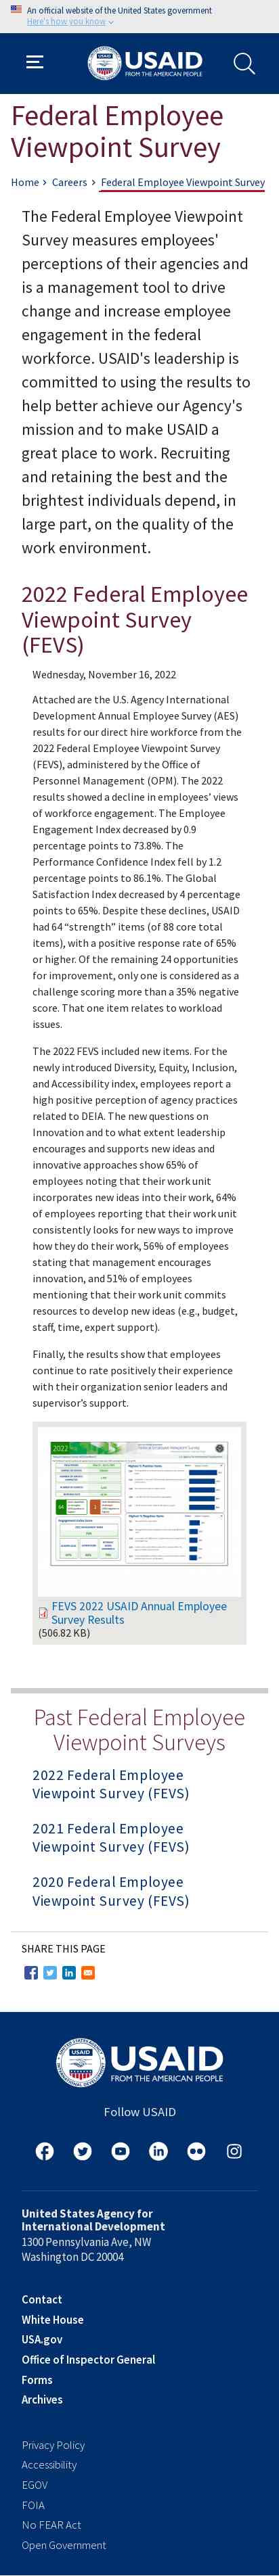 An official website of the United States government
Here's how you know
USAID
FROM THE AMERICAN PEOPLE
Federal Employee
Viewpoint Survey
Home > Careers > Federal Employee Viewpoint Survey
The Federal Employee Viewpoint
Survey measures employees'
perceptions of their agencies and
is a management tool to drive
change and increase employee
engagement in the federal
workforce. USAID's leadership is
committed to using the results to
help better achieve our Agency's
mission and to make USAID a
great place to work. Recruiting
and retaining the best and the
brightest individuals depend, in
large part, on the quality of the
work environment.
2022 Federal Employee
Viewpoint Survey
(FEVS)
Wednesday, November 16, 2022
Attached are the U.S. Agency International
Development Annual Employee Survey (AES)
results for our direct hire workforce from the
2022 Federal Employee Viewpoint Survey
(FEVS), administered by the Office of
Personnel Management (OPM). The 2022
results showed a decline in employees' views
of workforce engagement. The Employee
Engagement Index decreased by 0.9
percentage points to 73.8%. The
Performance Confidence Index fell by 1.2
percentage points to 86.1%. The Global
Satisfaction Index decreased by 4 percentage
points to 65%. Despite these declines, USAID
had 64 “strength” items (of 88 core total
items), with a positive response rate of 65%
or higher. Of the remaining 24 opportunities
for improvement, only one is considered as a
challenge scoring more than a 35% negative
score. That one item relates to workload
issues.
The 2022 FEVS included new items. For the
newly introduced Diversity, Equity, Inclusion,
and Accessibility index, employees report a
high positive perception of agency practices
related to DEIA. The new questions on
Innovation and to what extent leadership
encourages and supports new ideas and
innovative approaches show 65% of
employees noting that their work unit
incorporates new ideas into their work, 64%
of employees reporting that their work unit
consistently looks for new ways to improve
how they do their work, 56% of employees
stating that management encourages
innovation, and 51% of employees
mentioning that their work unit commits
resources to develop new ideas (e.g., budget,
staff, time, expert support).
Finally, the results show that employees
continue to rate positively their experience
with their organization senior leaders and
supervisor's support.
2022
64
FEVS 2022 USAID Annual Employee
Survey Results
(506.82 KB)
Past Federal Employee
Viewpoint Surveys
2022 Federal Employee
Viewpoint Survey (FEVS)
2021 Federal Employee
Viewpoint Survey (FEVS)
2020 Federal Employee
Viewpoint Survey (FEVS)
SHARE THIS PAGE
USAID
FROM THE AMERICAN PEOPLE
Follow USAID
United States Agency for
International Development
1300 Pennsylvania Ave, NW
Washington DC 20004
Contact
White House
USA.gov
Office of Inspector General
Forms
Archives
Privacy Policy
Accessibility
EGOV
FOIA
No FEAR Act
Open Government